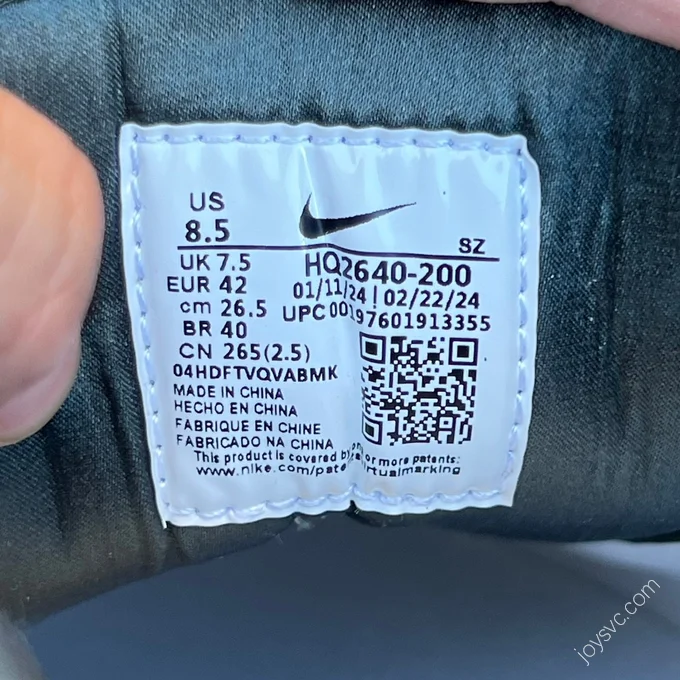 US
8.5
SZ
UK 7.5
HQ2640-200
EUR 42
01/11/24 | 02/22/24
cm 26.5
UPC00197601913355
BR 40
CN 265(2.5)
04HDFTVQVABMK
MADE IN CHINA
HECHO EN CHINA
FABRIQUE EN CHINE
FABRICADO NA CHINA
This product is covered by or more patents:
www.nike.com/pate virtualmarking
joysvc.com